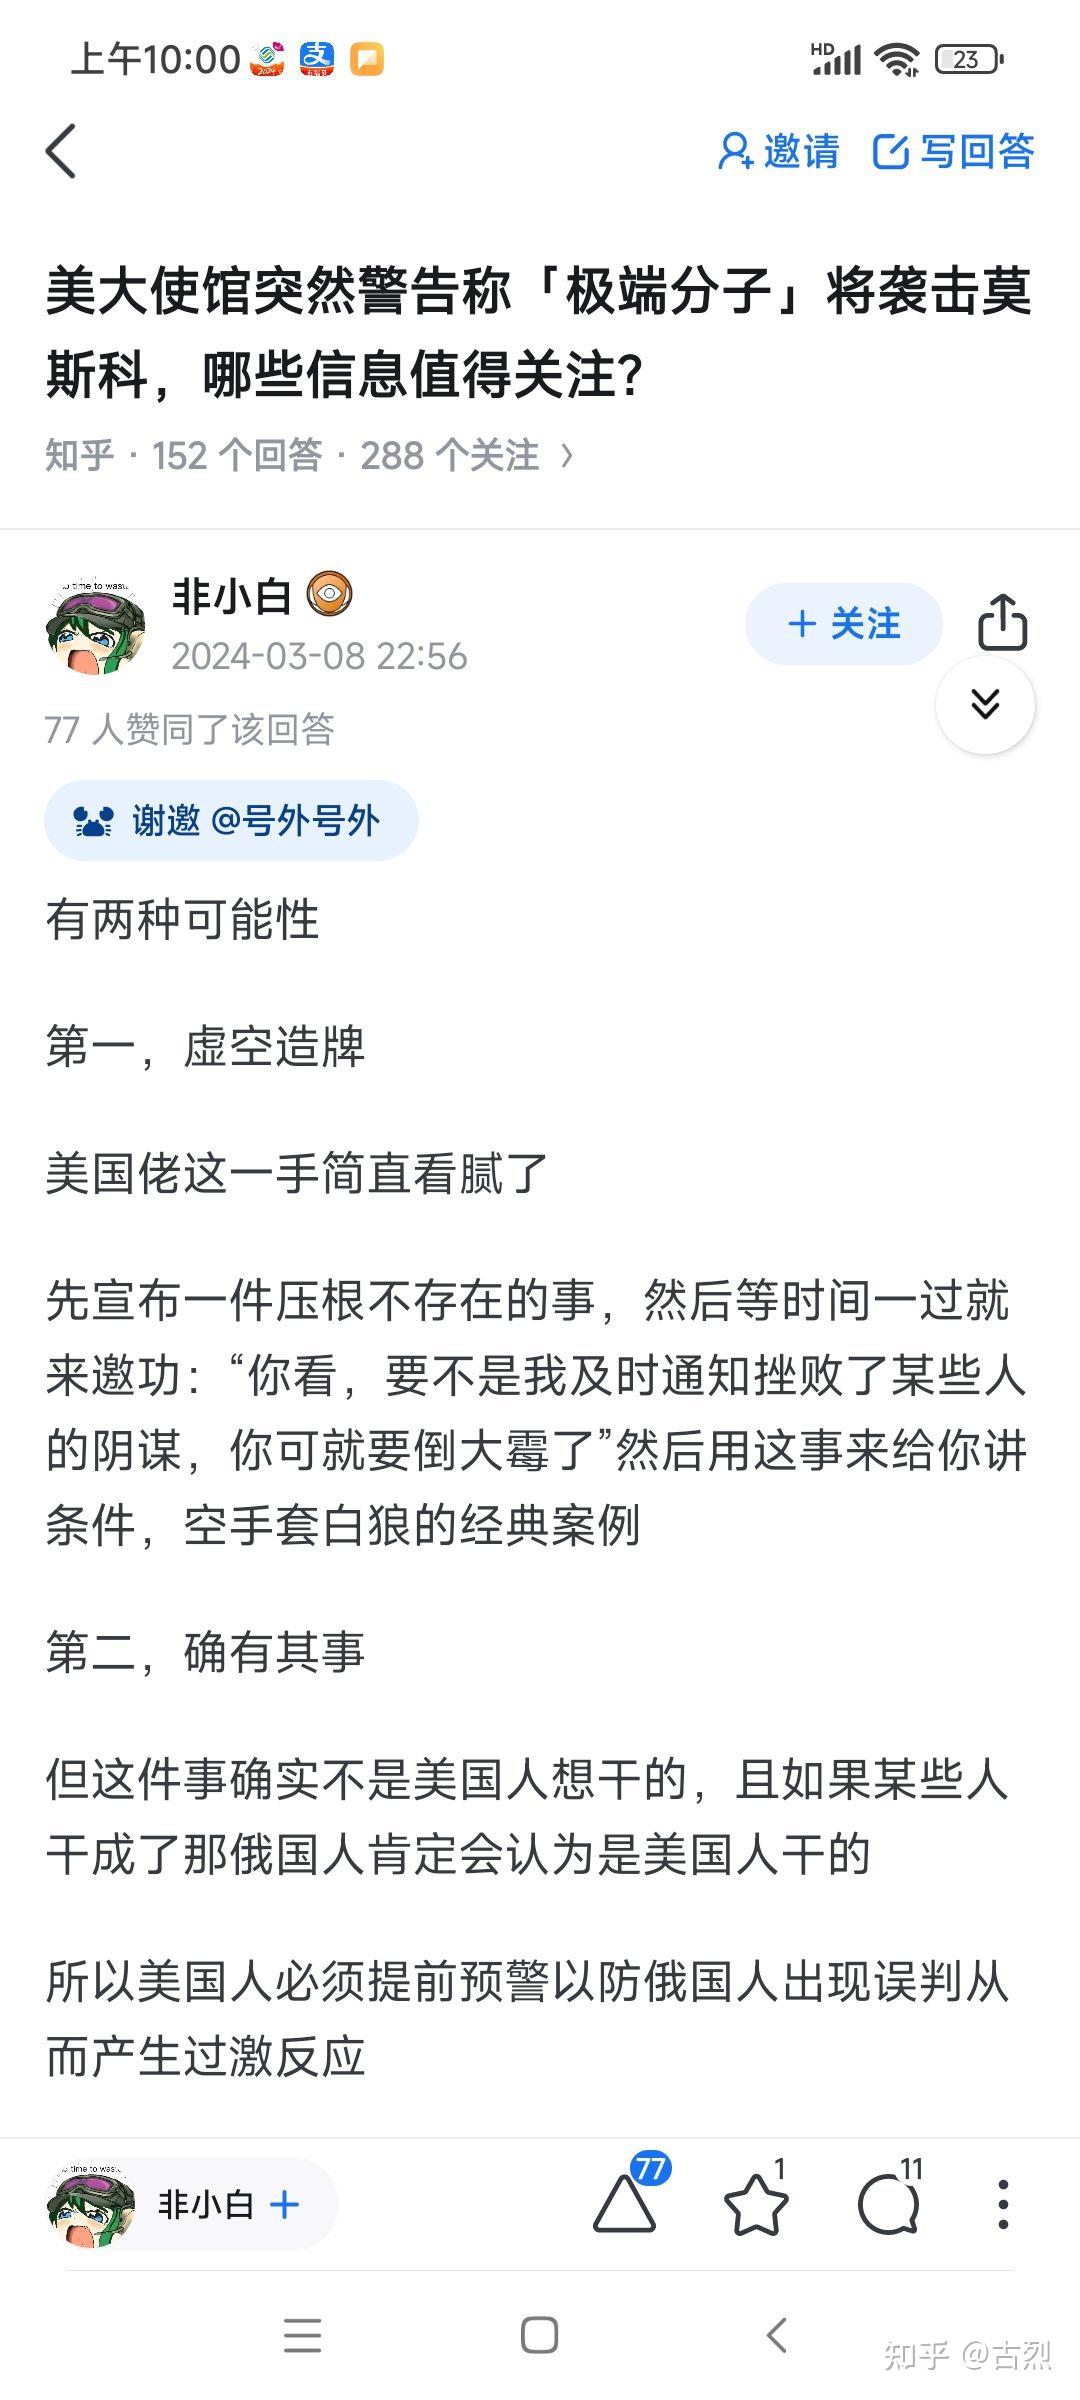 上午10:00
HD
23
邀请
写回答
美大使馆突然警告称「极端分子」将袭击莫
斯科，哪些信息值得关注？
知乎 · 152 个回答 · 288 个关注 >
非小白
+ 关注
2024-03-08 22:56
77 人赞同了该回答
谢邀 @号外号外
有两种可能性
第一，虚空造牌
美国佬这一手简直看腻了
先宣布一件压根不存在的事，然后等时间一过就
来邀功：“你看，要不是我及时通知挫败了某些人
的阴谋，你可就要倒大霉了”然后用这事来给你讲
条件，空手套白狼的经典案例
第二，确有其事
但这件事确实不是美国人想干的，且如果某些人
干成了那俄国人肯定会认为是美国人干的
所以美国人必须提前预警以防俄国人出现误判从
而产生过激反应
非小白 +
77
1
11
知乎 @古烈